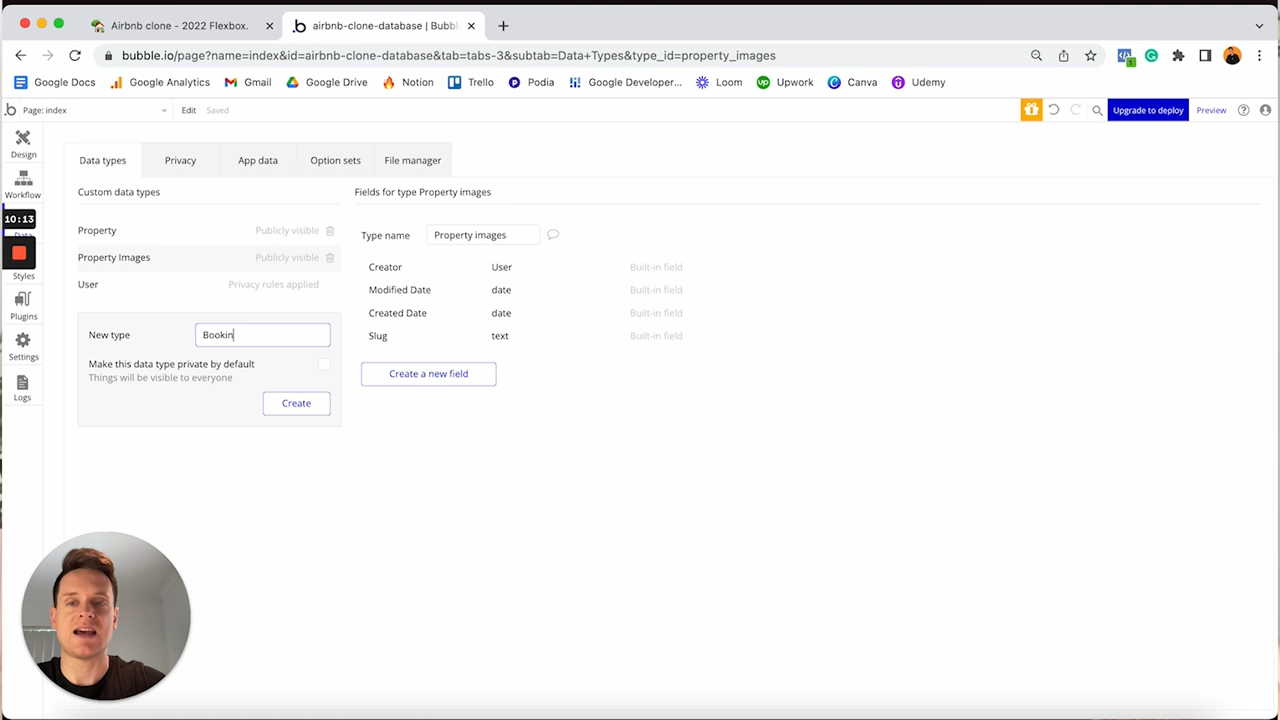 Airbnb clone - 2022 Flexbox.
airbnb-clone-database | Bubbl
bubble.io/page?name=index&id=airbnb-clone-database&tab=tabs-3&subtab=Data+Types&type_id=property_images
1
Google Docs Google Analytics Gmail Google Drive Notion Trello Podia Google Developer... Loom Upwork Canva Udemy
Page: index Edit Saved Upgrade to deploy Preview
Design
Workflow
10:13
Data
Styles
Plugins
Settings
Logs
Data types Privacy App data Option sets File manager
Custom data types
Property Publicly visible
Property Images Publicly visible
User Privacy rules applied
New type Bookin
Make this data type private by default
Things will be visible to everyone
Create
Fields for type Property images
Type name Property images
Creator User Built-in field
Modified Date date Built-in field
Created Date date Built-in field
Slug text Built-in field
Create a new field